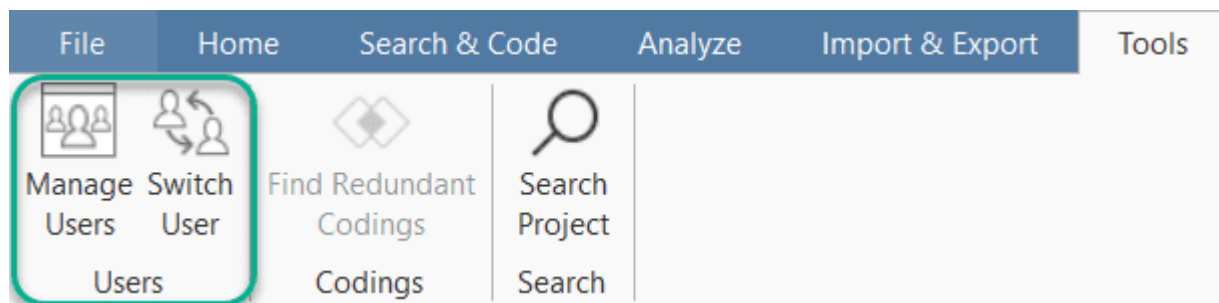 File Home Search & Code Analyze Import & Export Tools
Manage Switch Find Redundant Search
Users User Codings Project
Users Codings Search